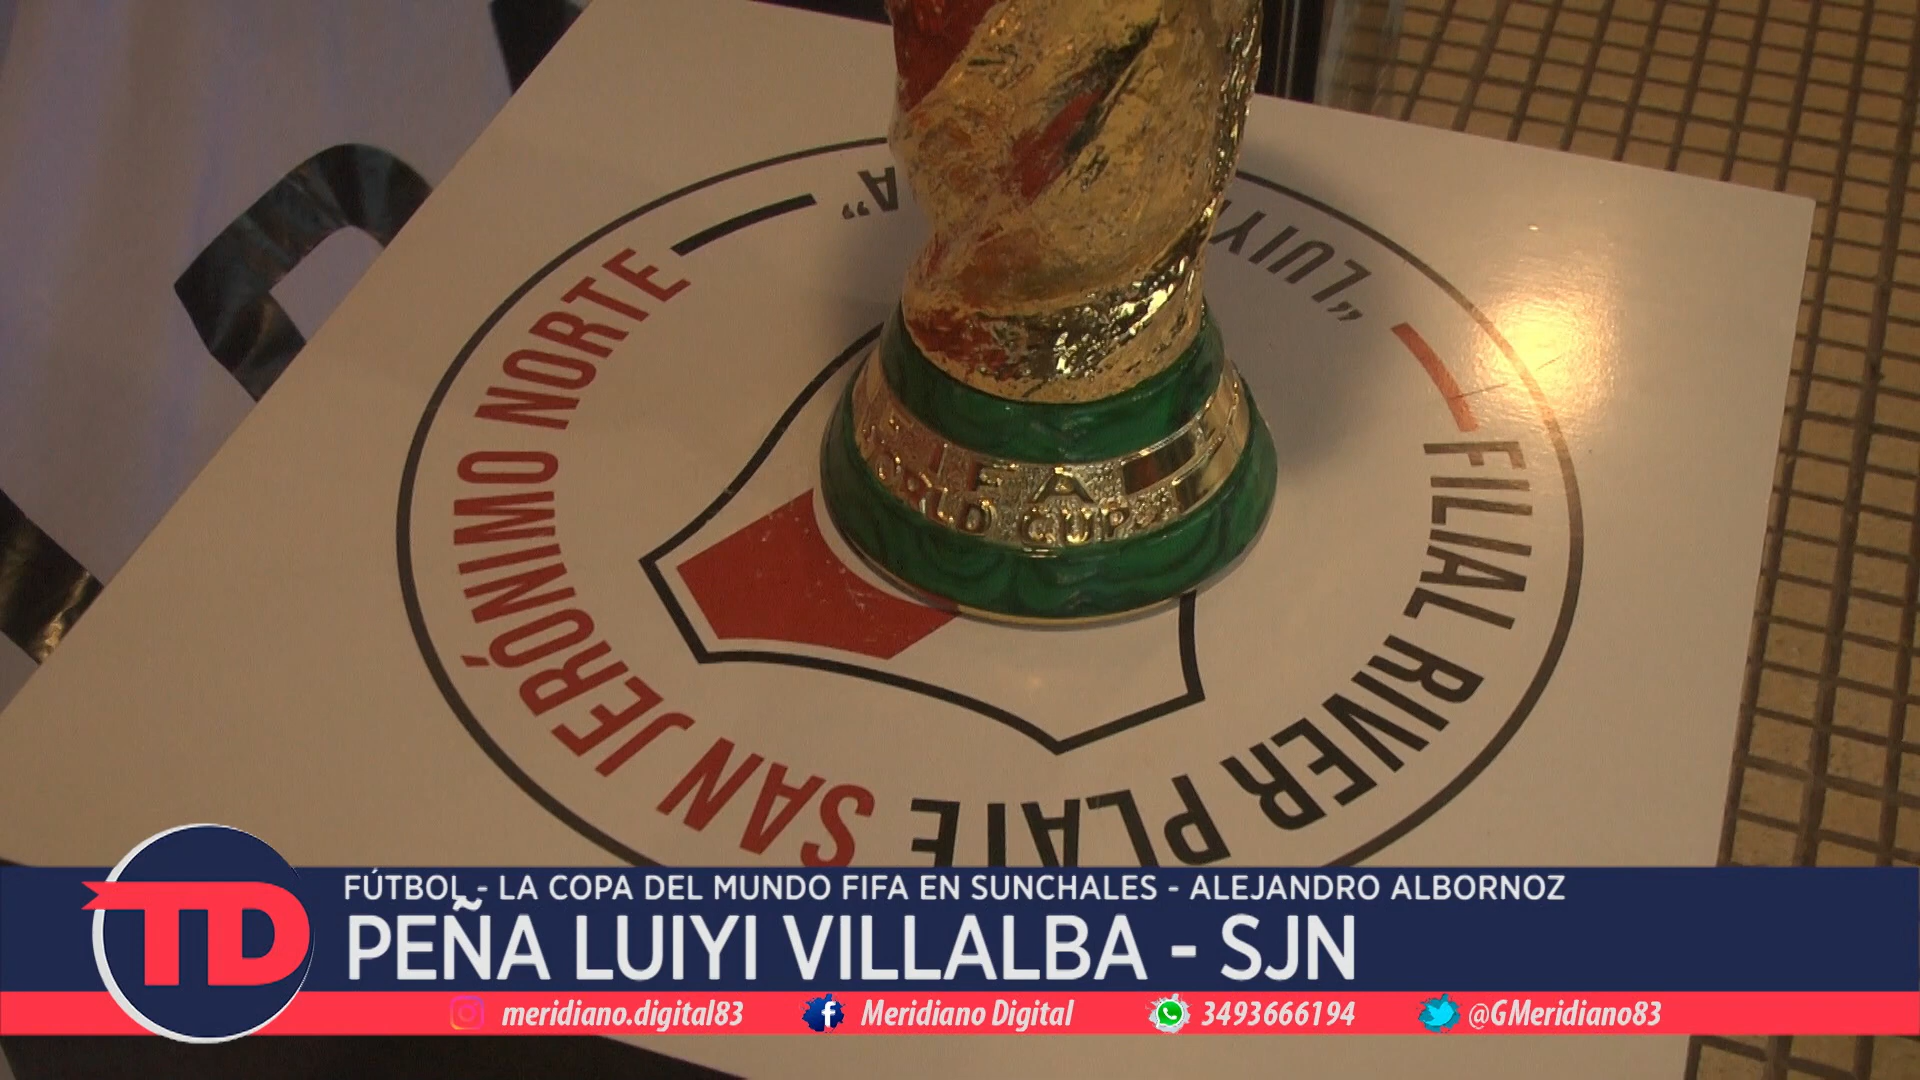 "LUIYI
A"
SAN JERÓNIMO NORTE
FILIAL RIVER PLATE
FIFA
WORLD CUP
TD
FÚTBOL - LA COPA DEL MUNDO FIFA EN SUNCHALES - ALEJANDRO ALBORNOZ
PEÑA LUIYI VILLALBA - SJN
meridiano.digital83 Meridiano Digital 3493666194 @GMeridiano83